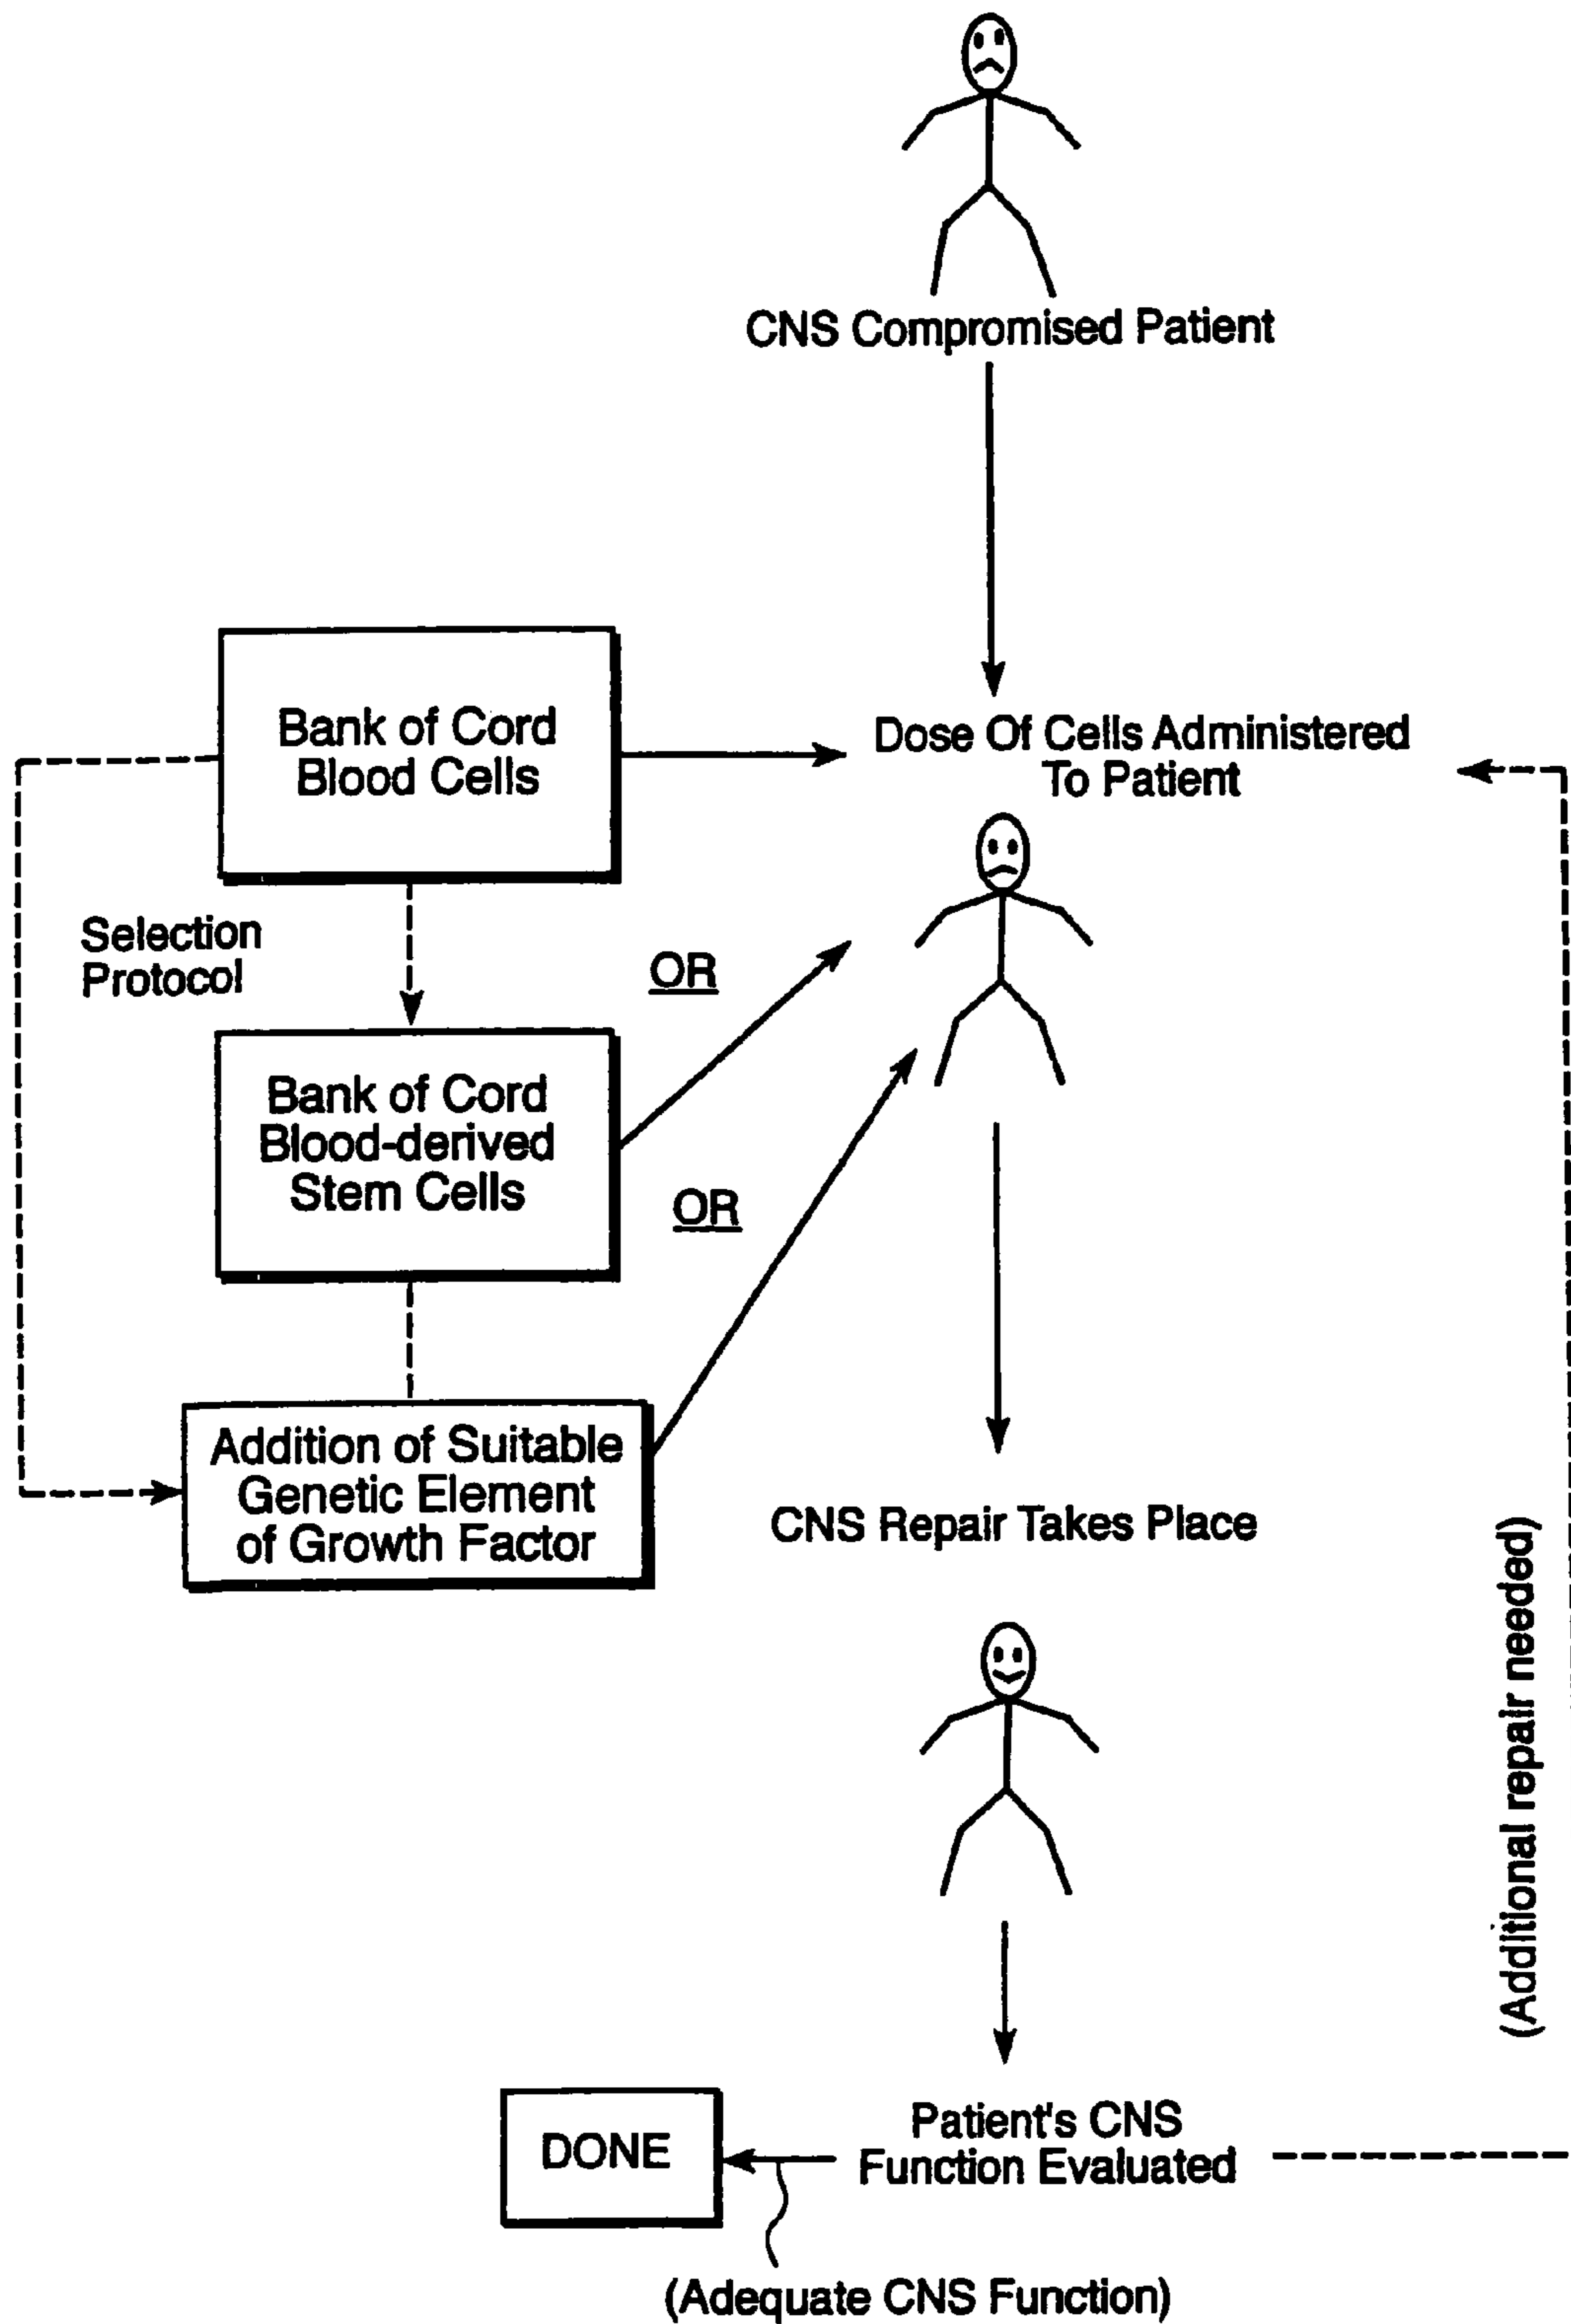 CNS Compromised Patient
Bank of Cord
Blood Cells
Dose Of Cells Administered
To Patient
Selection
Protocol
OR
Bank of Cord
Blood-derived
Stem Cells
OR
Addition of Suitable
Genetic Element
of Growth Factor
CNS Repair Takes Place
(Additional repair needed)
DONE
Patient's CNS
Function Evaluated
(Adequate CNS Function)